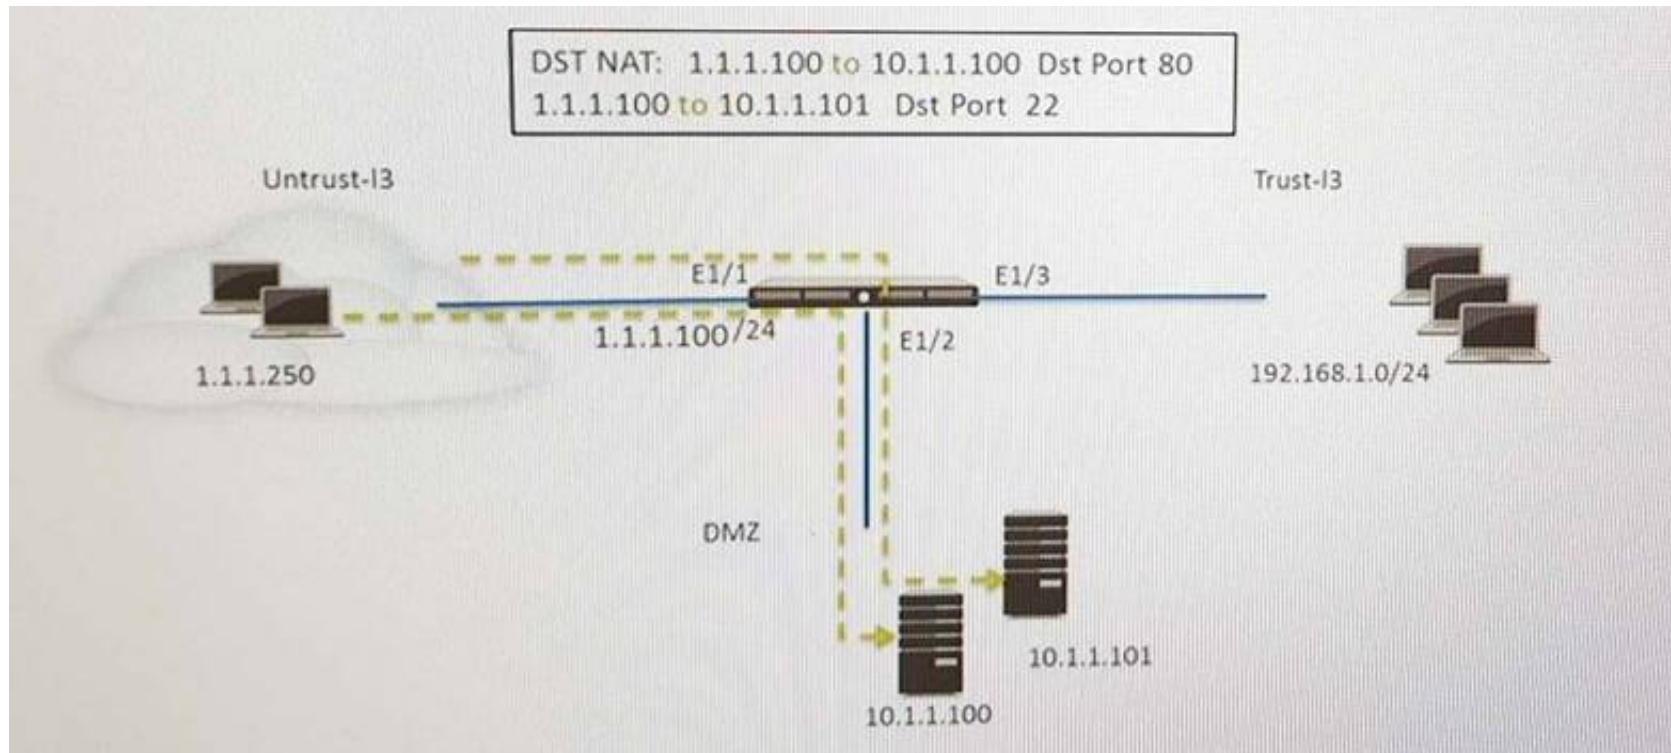 DST NAT: 1.1.1.100 to 10.1.1.100 Dst Port 80
1.1.1.100 to 10.1.1.101 Dst Port 22
Untrust-l3
Trust-l3
E1/1
E1/3
1.1.1.100/24
E1/2
1.1.1.250
192.168.1.0/24
DMZ
10.1.1.101
10.1.1.100